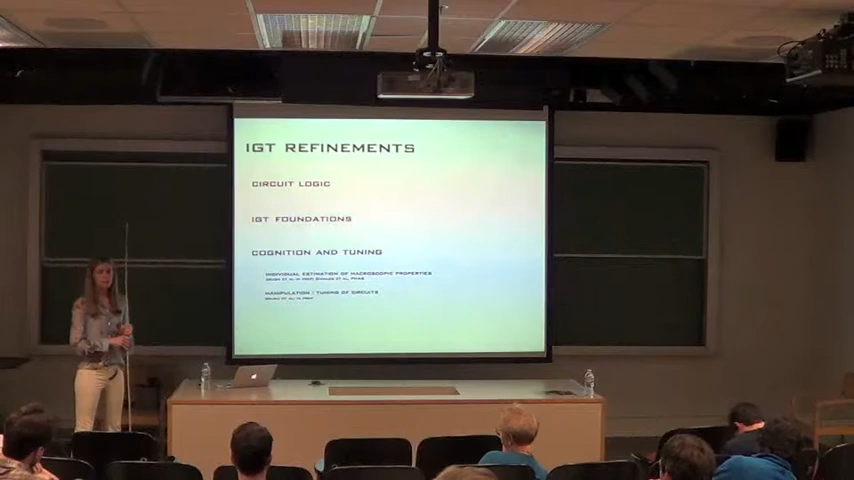 IGT REFINEMENTS
CIRCUIT LOGIC
IGT FOUNDATIONS
COGNITION AND TUNING
INDIVIDUAL ESTIMATION OF MACROSCOPIC PROPERTIES
MANIPULATION / TUNING OF CIRCUITS